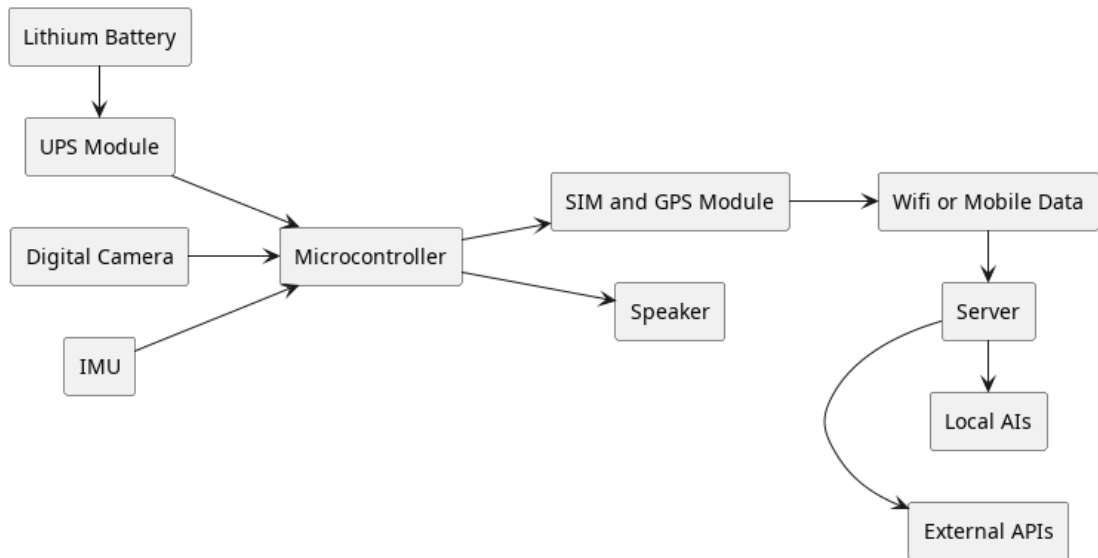 Lithium Battery
UPS Module
Digital Camera
IMU
Microcontroller
SIM and GPS Module
Speaker
Wifi or Mobile Data
Server
Local AIs
External APIs